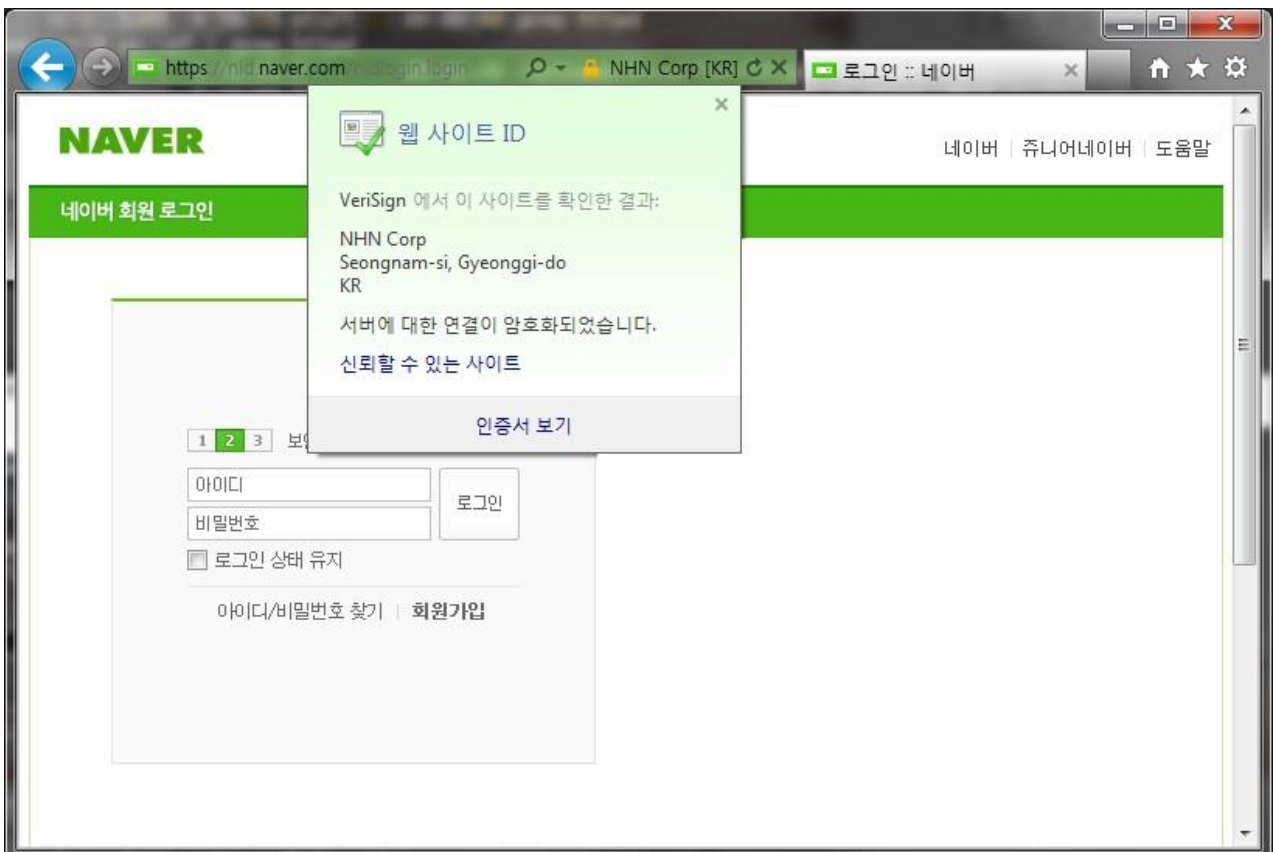 https://nid.naver.com/nidlogin.login
NHN Corp [KR]
로그인 :: 네이버
NAVER
네이버 | 쥬니어네이버 | 도움말
네이버 회원 로그인
웹 사이트 ID
VeriSign 에서 이 사이트를 확인한 결과:
NHN Corp
Seongnam-si, Gyeonggi-do
KR
서버에 대한 연결이 암호화되었습니다.
신뢰할 수 있는 사이트
인증서 보기
1 2 3
아이디
비밀번호
로그인
로그인 상태 유지
아이디/비밀번호 찾기 | 회원가입